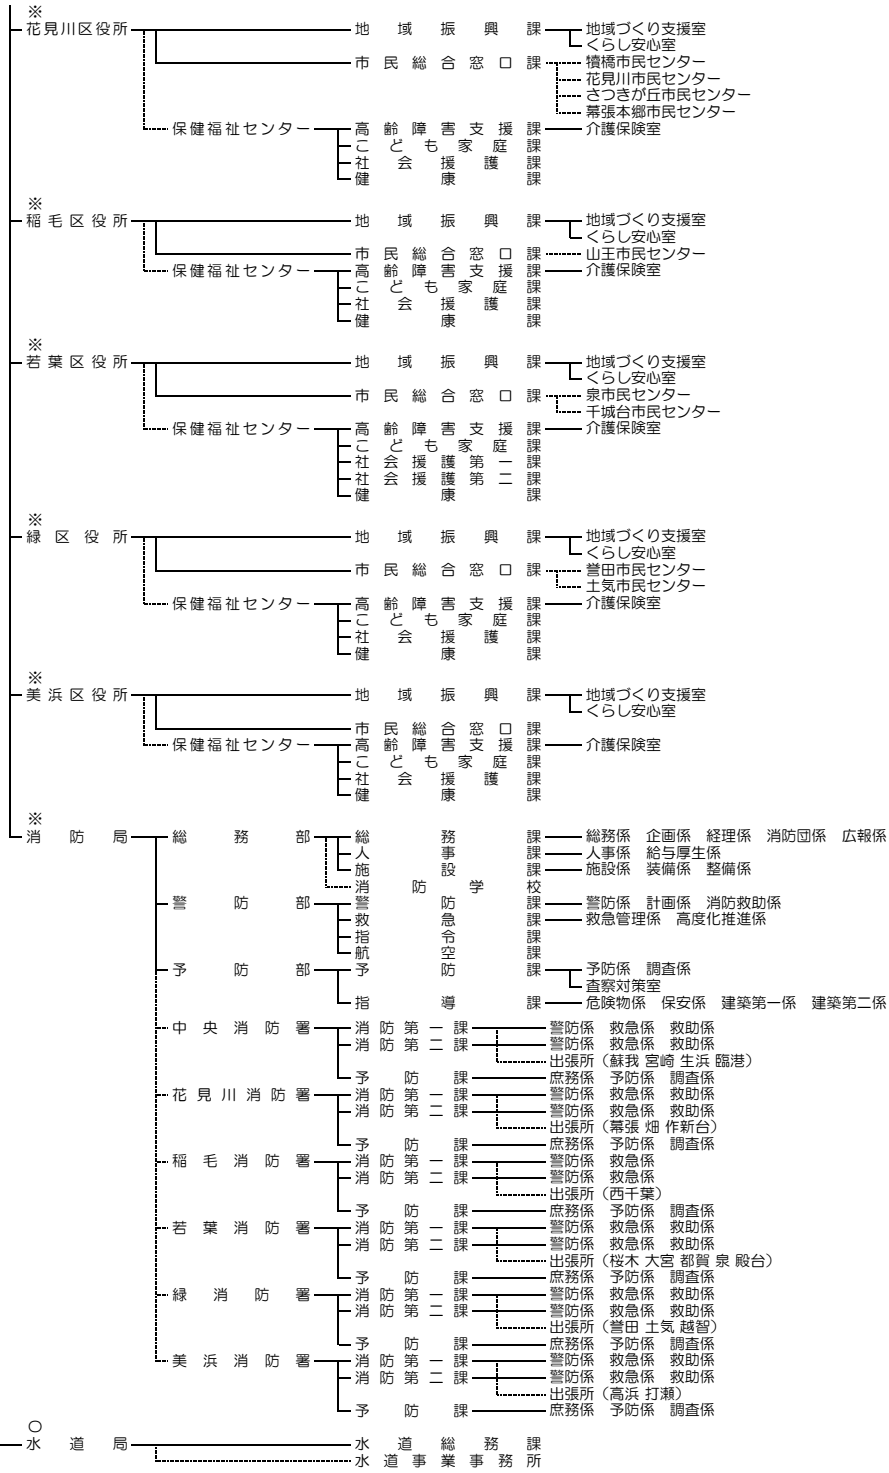 ※
花見川区役所 地域振興課 地域づくり支援室
くらし安心室
市民総合窓口課 犢橋市民センター
花見川市民センター
さつきが丘市民センター
幕張本郷市民センター
保健福祉センター 高齢障害支援課 介護保険室
こども家庭課
社会援護課
健康課
※
稲毛区役所 地域振興課 地域づくり支援室
くらし安心室
市民総合窓口課 山王市民センター
保健福祉センター 高齢障害支援課 介護保険室
こども家庭課
社会援護課
健康課
※
若葉区役所 地域振興課 地域づくり支援室
くらし安心室
市民総合窓口課 泉市民センター
千城台市民センター
保健福祉センター 高齢障害支援課 介護保険室
こども家庭課
社会援護第一課
社会援護第二課
健康課
※
緑区役所 地域振興課 地域づくり支援室
くらし安心室
市民総合窓口課 誉田市民センター
土気市民センター
保健福祉センター 高齢障害支援課 介護保険室
こども家庭課
社会援護課
健康課
※
美浜区役所 地域振興課 地域づくり支援室
くらし安心室
市民総合窓口課
保健福祉センター 高齢障害支援課 介護保険室
こども家庭課
社会援護課
健康課
※
消防局 総務部 総務課 総務係 企画係 経理係 消防団係 広報係
人事課 人事係 給与厚生係
施設課 施設係 装備係 整備係
消防学校
警防部 警防課 警防係 計画係 消防救助係
救急課 救急管理係 高度化推進係
指令課
航空課
予防部 予防課 予防係 調査係
査察対策室
指導課 危険物係 保安係 建築第一係 建築第二係
中央消防署 消防第一課 警防係 救急係 救助係
消防第二課 警防係 救急係 救助係
出張所（蘇我 宮崎 生浜 臨港）
予防課 庶務係 予防係 調査係
花見川消防署 消防第一課 警防係 救急係 救助係
消防第二課 警防係 救急係 救助係
出張所（幕張 畑 作新台）
予防課 庶務係 予防係 調査係
稲毛消防署 消防第一課 警防係 救急係
消防第二課 警防係 救急係
出張所（西千葉）
予防課 庶務係 予防係 調査係
若葉消防署 消防第一課 警防係 救急係 救助係
消防第二課 警防係 救急係 救助係
出張所（桜木 大宮 都賀 泉 殿台）
予防課 庶務係 予防係 調査係
緑消防署 消防第一課 警防係 救急係 救助係
消防第二課 警防係 救急係 救助係
出張所（誉田 土気 越智）
予防課 庶務係 予防係 調査係
美浜消防署 消防第一課 警防係 救急係 救助係
消防第二課 警防係 救急係 救助係
出張所（高浜 打瀬）
予防課 庶務係 予防係 調査係
○
水道局 水道総務課
水道事業事務所